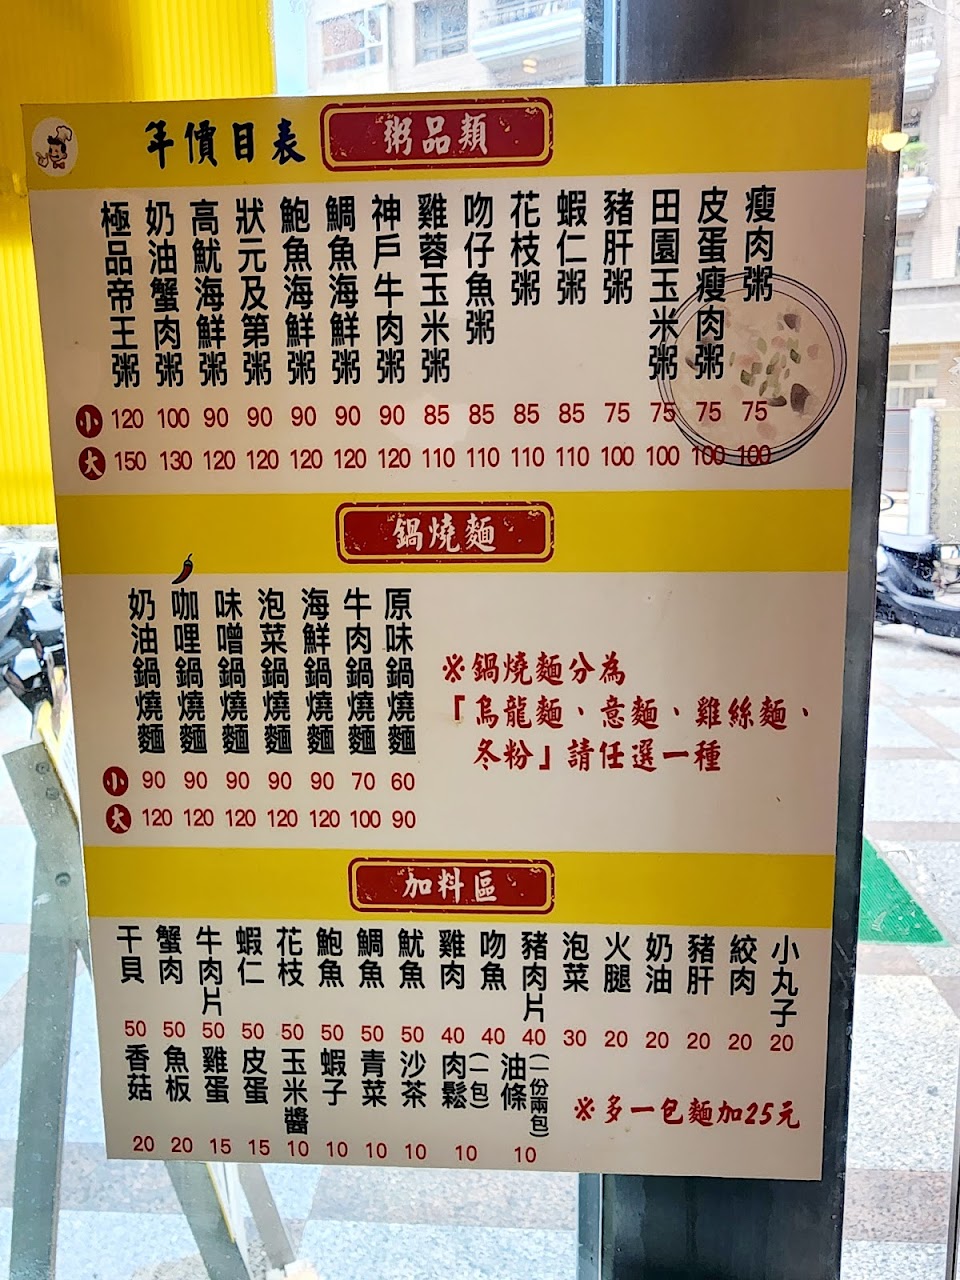 年價目表
粥品類
極品帝王粥
奶油蟹肉粥
高魷海鮮粥
狀元及第粥
鮑魚海鮮粥
鯛魚海鮮粥
神戶牛肉粥
雞蓉玉米粥
吻仔魚粥
花枝粥
蝦仁粥
豬肝粥
田園玉米粥
皮蛋瘦肉粥
瘦肉粥
小 120 100 90 90 90 90 90 85 85 85 85 75 75 75 75
大 150 130 120 120 120 120 120 110 110 110 110 100 100 100 100
鍋燒麵
奶油鍋燒麵
咖哩鍋燒麵
味噌鍋燒麵
泡菜鍋燒麵
海鮮鍋燒麵
牛肉鍋燒麵
原味鍋燒麵
小 90 90 90 90 90 70 60
大 120 120 120 120 120 100 90
※鍋燒麵分為
「烏龍麵、意麵、雞絲麵、
冬粉」請任選一種
加料區
干貝
蟹肉
牛肉片
蝦仁
花枝
鮑魚
鯛魚
魷魚
雞肉
吻魚
豬肉片
泡菜
火腿
奶油
豬肝
絞肉
小丸子
50 50 50 50 50 50 50 50 40 40 40 30 20 20 20 20 20
香菇
魚板
雞蛋
皮蛋
玉米醬
蝦子
青菜
沙茶
肉鬆(一包)
油條(一份兩包)
20 20 15 15 10 10 10 10 10 10
※多一包麵加25元